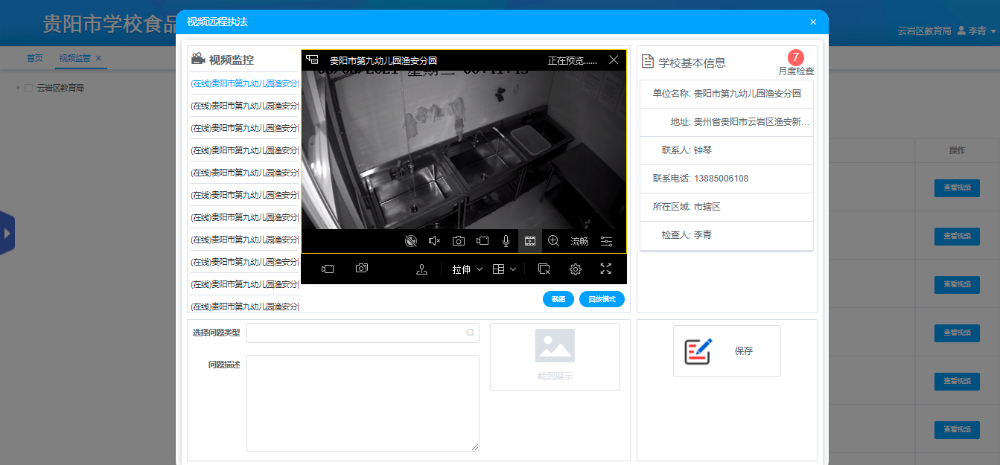 贵阳市学校食品
云岩区教育局 李青
首页 视频监管
云岩区教育局
操作
查看视频
查看视频
查看视频
查看视频
查看视频
查看视频
视频远程执法
视频监控
(在线)贵阳市第九幼儿园渔安分
(在线)贵阳市第九幼儿园渔安分
(在线)贵阳市第九幼儿园渔安分
(在线)贵阳市第九幼儿园渔安分
(在线)贵阳市第九幼儿园渔安分
(在线)贵阳市第九幼儿园渔安分
(在线)贵阳市第九幼儿园渔安分
(在线)贵阳市第九幼儿园渔安分
(在线)贵阳市第九幼儿园渔安分
(在线)贵阳市第九幼儿园渔安分
(在线)贵阳市第九幼儿园渔安分
贵阳市第九幼儿园渔安分园 正在预览......
流畅
拉伸
截图 回放模式
学校基本信息
7
月度检查
单位名称: 贵阳市第九幼儿园渔安分园
地址: 贵州省贵阳市云岩区渔安新...
联系人: 钟琴
联系电话: 13885006108
所在区域: 市辖区
检查人: 李青
选择问题类型
问题描述
截图展示
保存